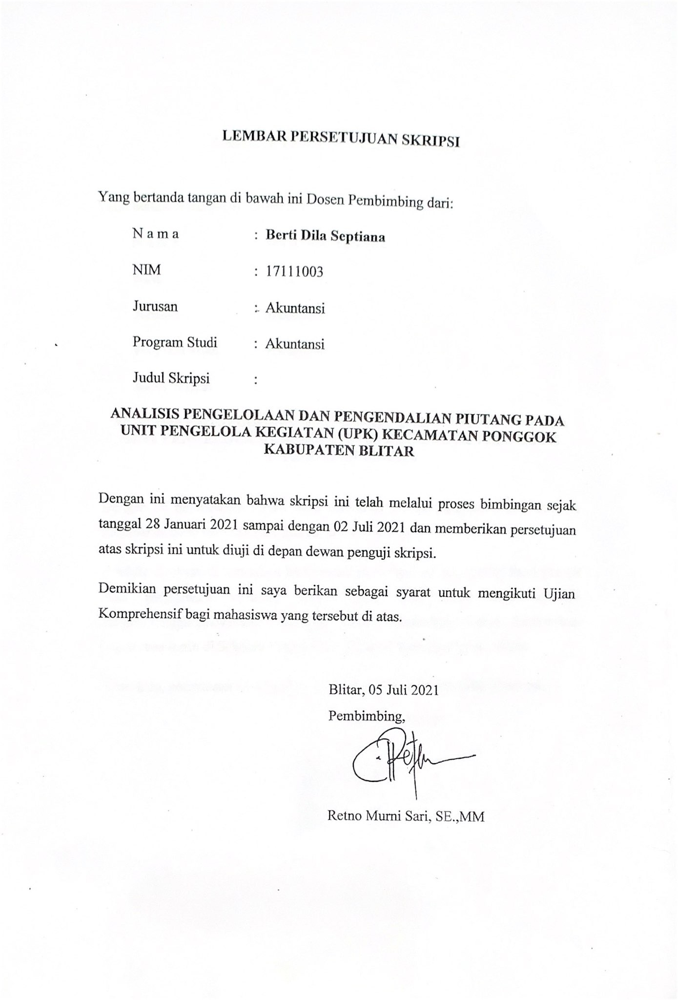 LEMBAR PERSETUJUAN SKRIPSI
Yang bertanda tangan di bawah ini Dosen Pembimbing dari:
N a m a : Berti Dila Septiana
NIM : 17111003
Jurusan : Akuntansi
Program Studi : Akuntansi
Judul Skripsi :
ANALISIS PENGELOLAAN DAN PENGENDALIAN PIUTANG PADA
UNIT PENGELOLA KEGIATAN (UPK) KECAMATAN PONGGOK
KABUPATEN BLITAR
Dengan ini menyatakan bahwa skripsi ini telah melalui proses bimbingan sejak
tanggal 28 Januari 2021 sampai dengan 02 Juli 2021 dan memberikan persetujuan
atas skripsi ini untuk diuji di depan dewan penguji skripsi.
Demikian persetujuan ini saya berikan sebagai syarat untuk mengikuti Ujian
Komprehensif bagi mahasiswa yang tersebut di atas.
Blitar, 05 Juli 2021
Pembimbing,
Retno Murni Sari, SE.,MM